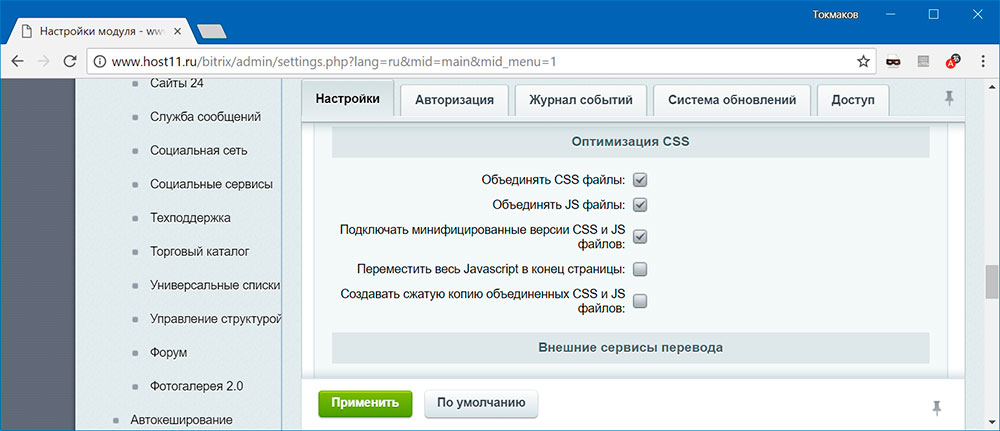 Токмаков
Настройки модуля - ww
www.host11.ru/bitrix/admin/settings.php?lang=ru&mid=main&mid_menu=1
Сайты 24
Служба сообщений
Социальная сеть
Социальные сервисы
Техподдержка
Торговый каталог
Универсальные списки
Управление структурой
Форум
Фотогалерея 2.0
Автокеширование
Настройки
Авторизация
Журнал событий
Система обновлений
Доступ
Оптимизация CSS
Объединять CSS файлы:
Объединять JS файлы:
Подключать минифицированные версии CSS и JS
файлов:
Переместить весь Javascript в конец страницы:
Создавать сжатую копию объединенных CSS и JS
файлов:
Внешние сервисы перевода
Применить
По умолчанию